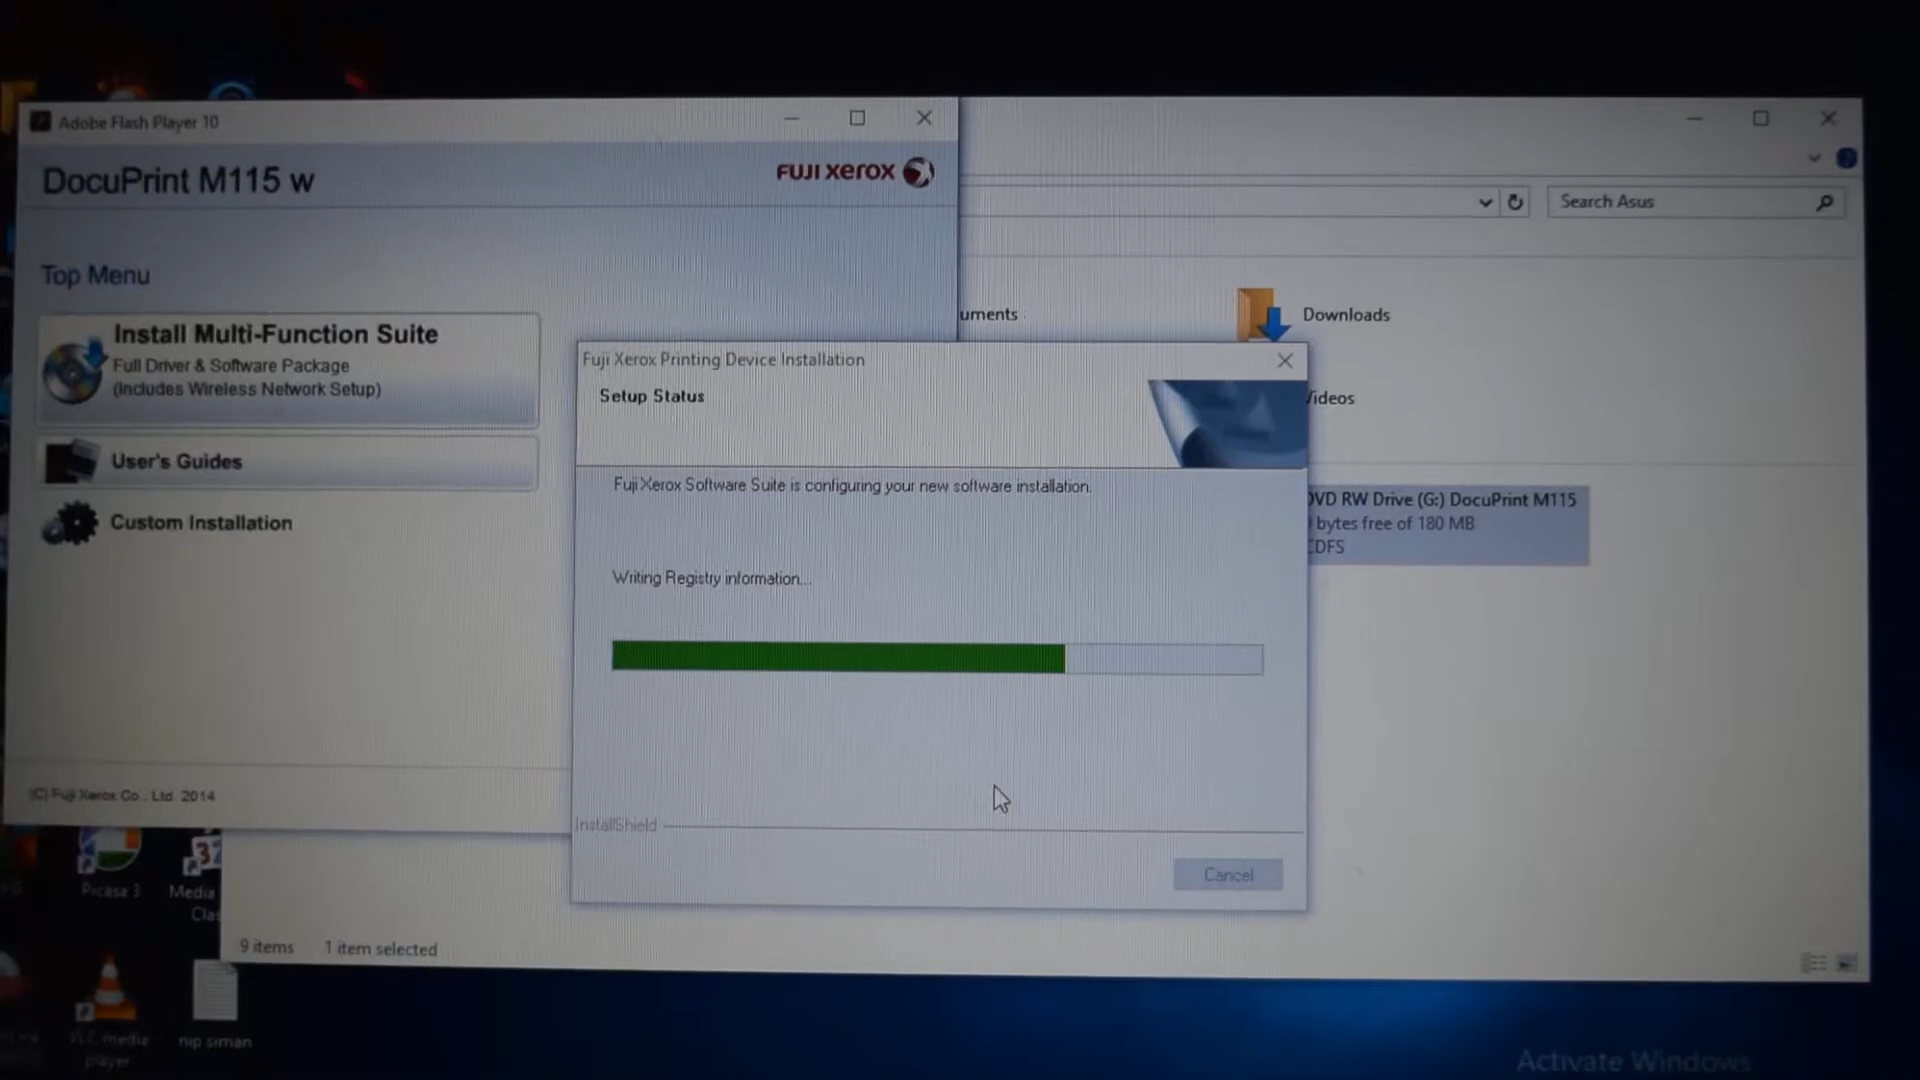 Adobe Flash Player 10
DocuPrint M115 w
FUJI xerox
Top Menu
Install Multi-Function Suite
Full Driver & Software Package
(Includes Wireless Network Setup)
User's Guides
Custom Installation
(C) Fuji Xerox Co., Ltd. 2014
Search Asus
uments
Downloads
Videos
DVD RW Drive (G:) DocuPrint M115
bytes free of 180 MB
CDFS
Fuji Xerox Printing Device Installation
Setup Status
Fuji Xerox Software Suite is configuring your new software installation.
Writing Registry information...
InstallShield
Cancel
9 items
1 item selected
Picasa 3
Media
Clas
VLC media
player
nip siman
Activate Windows